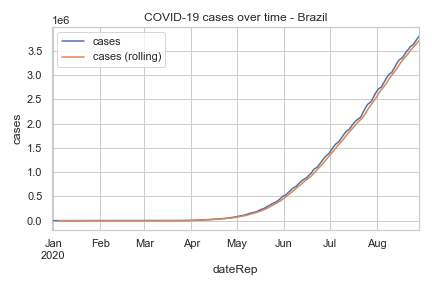 COVID-19 cases over time - Brazil
1e6
cases
cases (rolling)
3.5
3.0
2.5
2.0
1.5
1.0
0.5
0.0
cases
Jan Feb Mar Apr May Jun Jul Aug
2020
dateRep